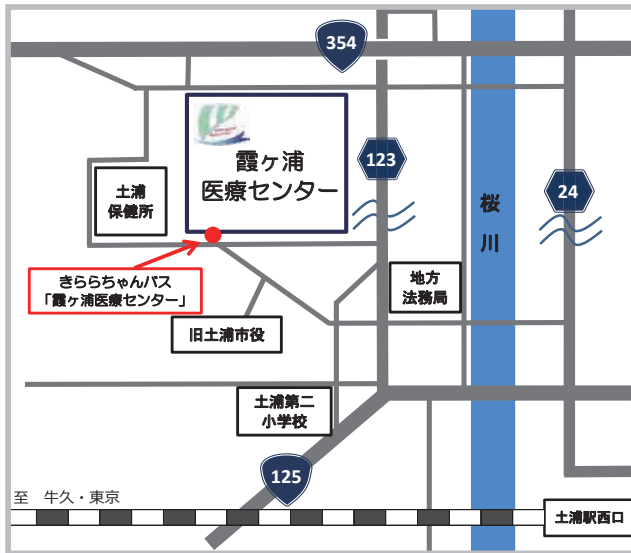 354
霞ヶ浦
医療センター
123
土浦
保健所
24
桜
川
きららちゃんバス
「霞ヶ浦医療センター」
地方
法務局
旧土浦市役
土浦第二
小学校
125
至 牛久・東京
土浦駅西口